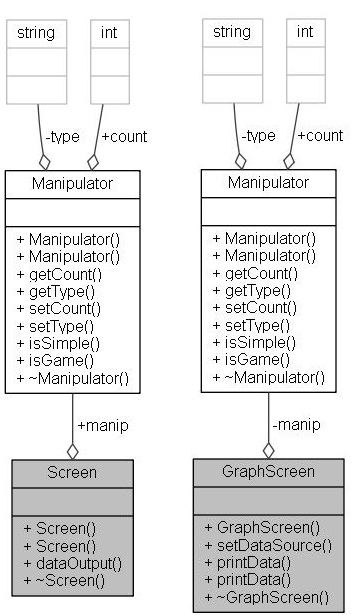 string
int
-type
+count
Manipulator
+ Manipulator()
+ Manipulator()
+ getCount()
+ getType()
+ setCount()
+ setType()
+ isSimple()
+ isGame()
+ ~Manipulator()
+manip
Screen
+ Screen()
+ Screen()
+ dataOutput()
+ ~Screen()
string
int
-type
+count
Manipulator
+ Manipulator()
+ Manipulator()
+ getCount()
+ getType()
+ setCount()
+ setType()
+ isSimple()
+ isGame()
+ ~Manipulator()
-manip
GraphScreen
+ GraphScreen()
+ setDataSource()
+ printData()
+ printData()
+ ~GraphScreen()